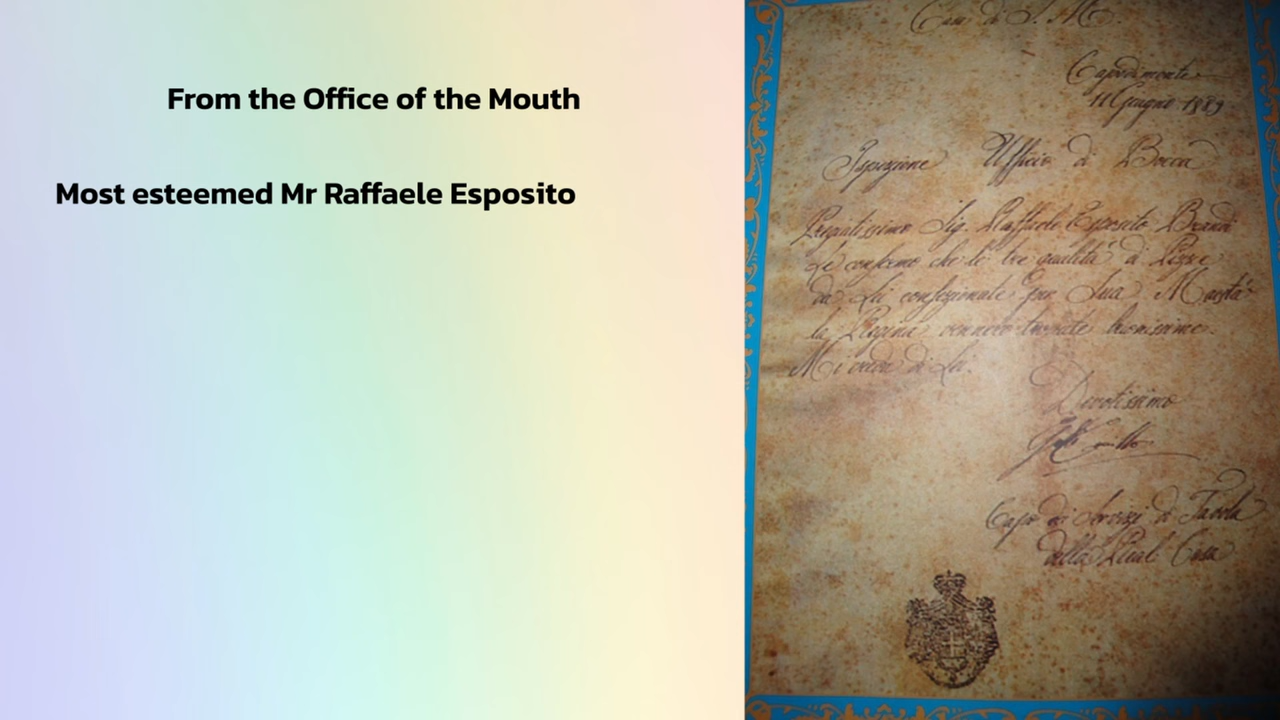 From the Office of the Mouth
Most esteemed Mr Raffaele Esposito
Casa di S. M.
Capodimonte
11 Giugno 1889
Ispezione Ufficio di Bocca
Pregiatissimo Sig. Raffaele Esposito Brandi
Le confermo che le tre qualità di Pizze
da Lei confezionate per Sua Maestà
la Regina vennero trovate buonissime.
Mi creda di Lei.
Devotissimo
Galli Camillo
Capo dei Servizi di Tavola
della Real Casa